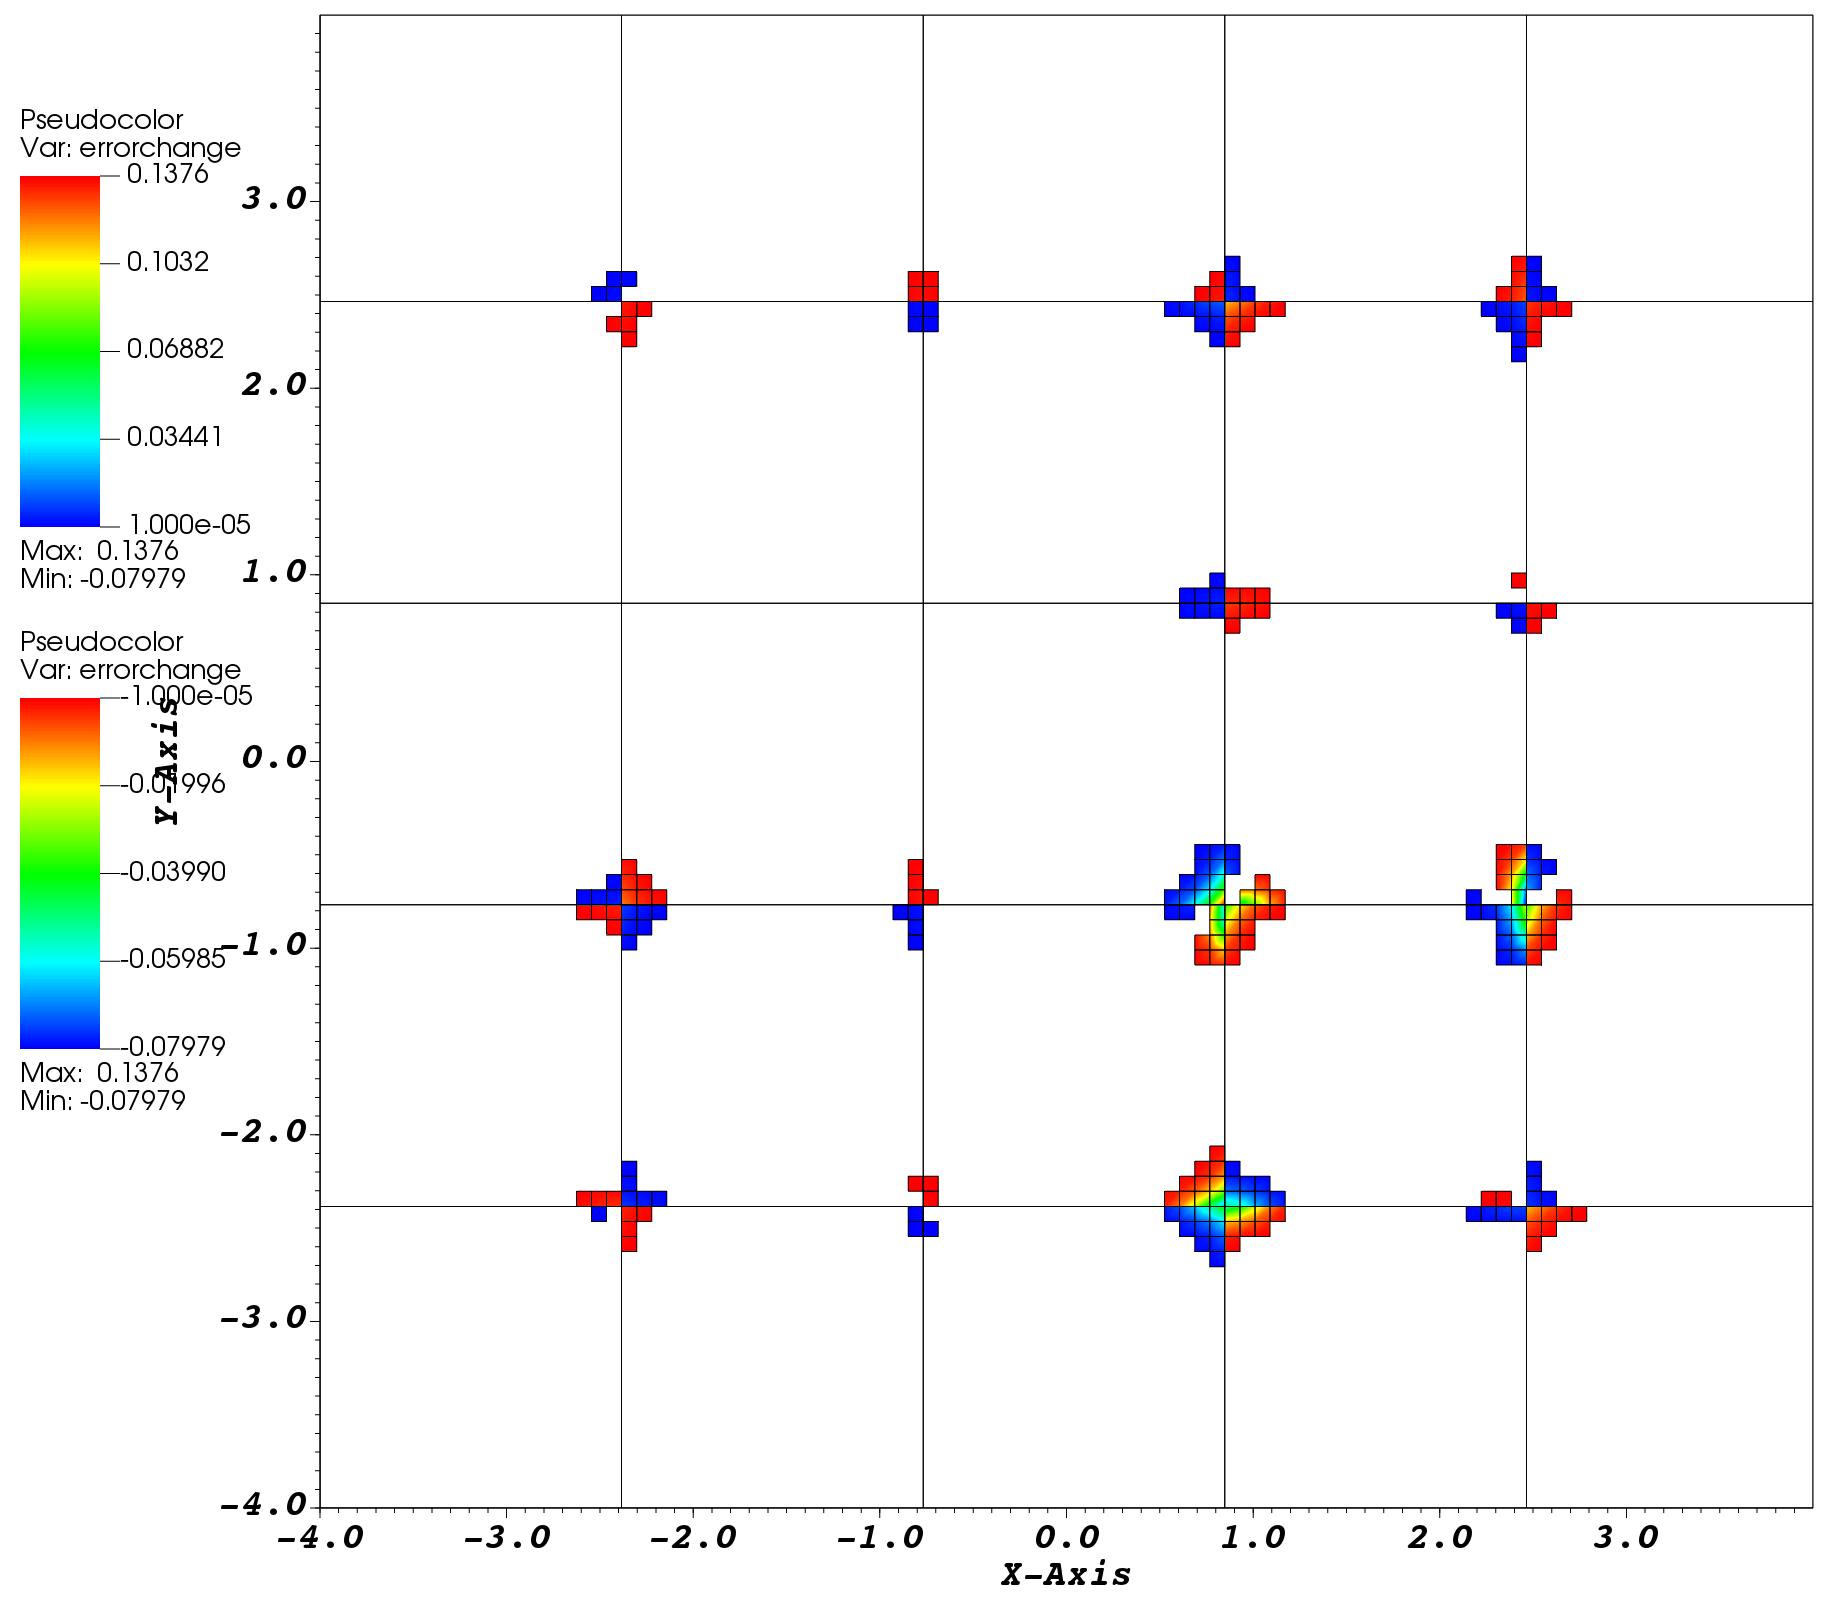 Pseudocolor
Var: errorchange
0.1376
0.1032
0.06882
0.03441
1.000e-05
Max: 0.1376
Min: -0.07979
Pseudocolor
Var: errorchange
-1.000e-05
-0.01996
-0.03990
-0.05985
-0.07979
Max: 0.1376
Min: -0.07979
Y-Axis
3.0
2.0
1.0
0.0
-1.0
-2.0
-3.0
-4.0
-4.0 -3.0 -2.0 -1.0 0.0 1.0 2.0 3.0
X-Axis